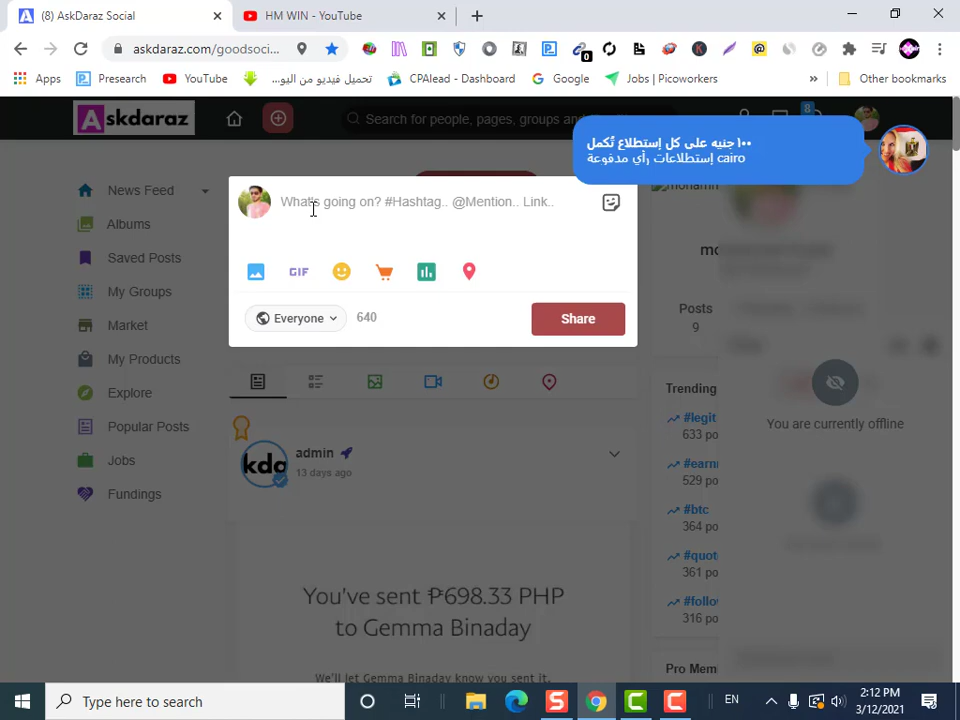 (8) AskDaraz Social
HM WIN - YouTube
askdaraz.com/goodsoci...
0
Apps
Presearch
YouTube
تحميل فيديو من اليو...
CPAlead - Dashboard
Google
Jobs | Picoworkers
»
Other bookmarks
Askdaraz
Search for people, pages, groups and
8
١٠٠ جنيه على كل إستطلاع تُكمل
cairo إستطلاعات رأي مدفوعة
News Feed
Albums
Saved Posts
My Groups
Market
My Products
Explore
Popular Posts
Jobs
Fundings
What's going on? #Hashtag.. @Mention.. Link..
GIF
Everyone
640
Share
kda
admin
13 days ago
You've sent ₱698.33 PHP
to Gemma Binaday
We'll let Gemma Binaday know you sent it.
Posts
9
Trending
#legit
633 po
#earn
529 po
#btc
364 po
#quot
361 po
#follo
316 po
Pro Mem
You are currently offline
Type here to search
EN
2:12 PM
3/12/2021